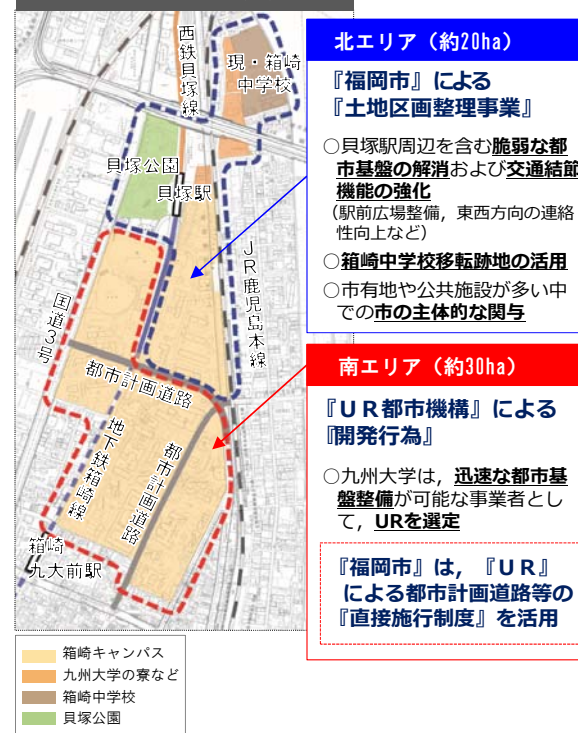 西鉄貝塚線
現・箱崎
中学校
貝塚公園
貝塚駅
JR鹿児島本線
国道3号
都市計画道路
地下鉄箱崎線
都市計画道路
箱崎
九大前駅
箱崎キャンパス
九州大学の寮など
箱崎中学校
貝塚公園
北エリア（約20ha）
『福岡市』による
『土地区画整理事業』
○貝塚駅周辺を含む脆弱な都
市基盤の解消および交通結節
機能の強化
（駅前広場整備，東西方向の連絡
性向上など）
○箱崎中学校移転跡地の活用
○市有地や公共施設が多い中
での市の主体的な関与
南エリア（約30ha）
『ＵＲ都市機構』による
『開発行為』
○九州大学は，迅速な都市基
盤整備が可能な事業者とし
て，URを選定
『福岡市』は，『ＵＲ』
による都市計画道路等の
『直接施行制度』を活用